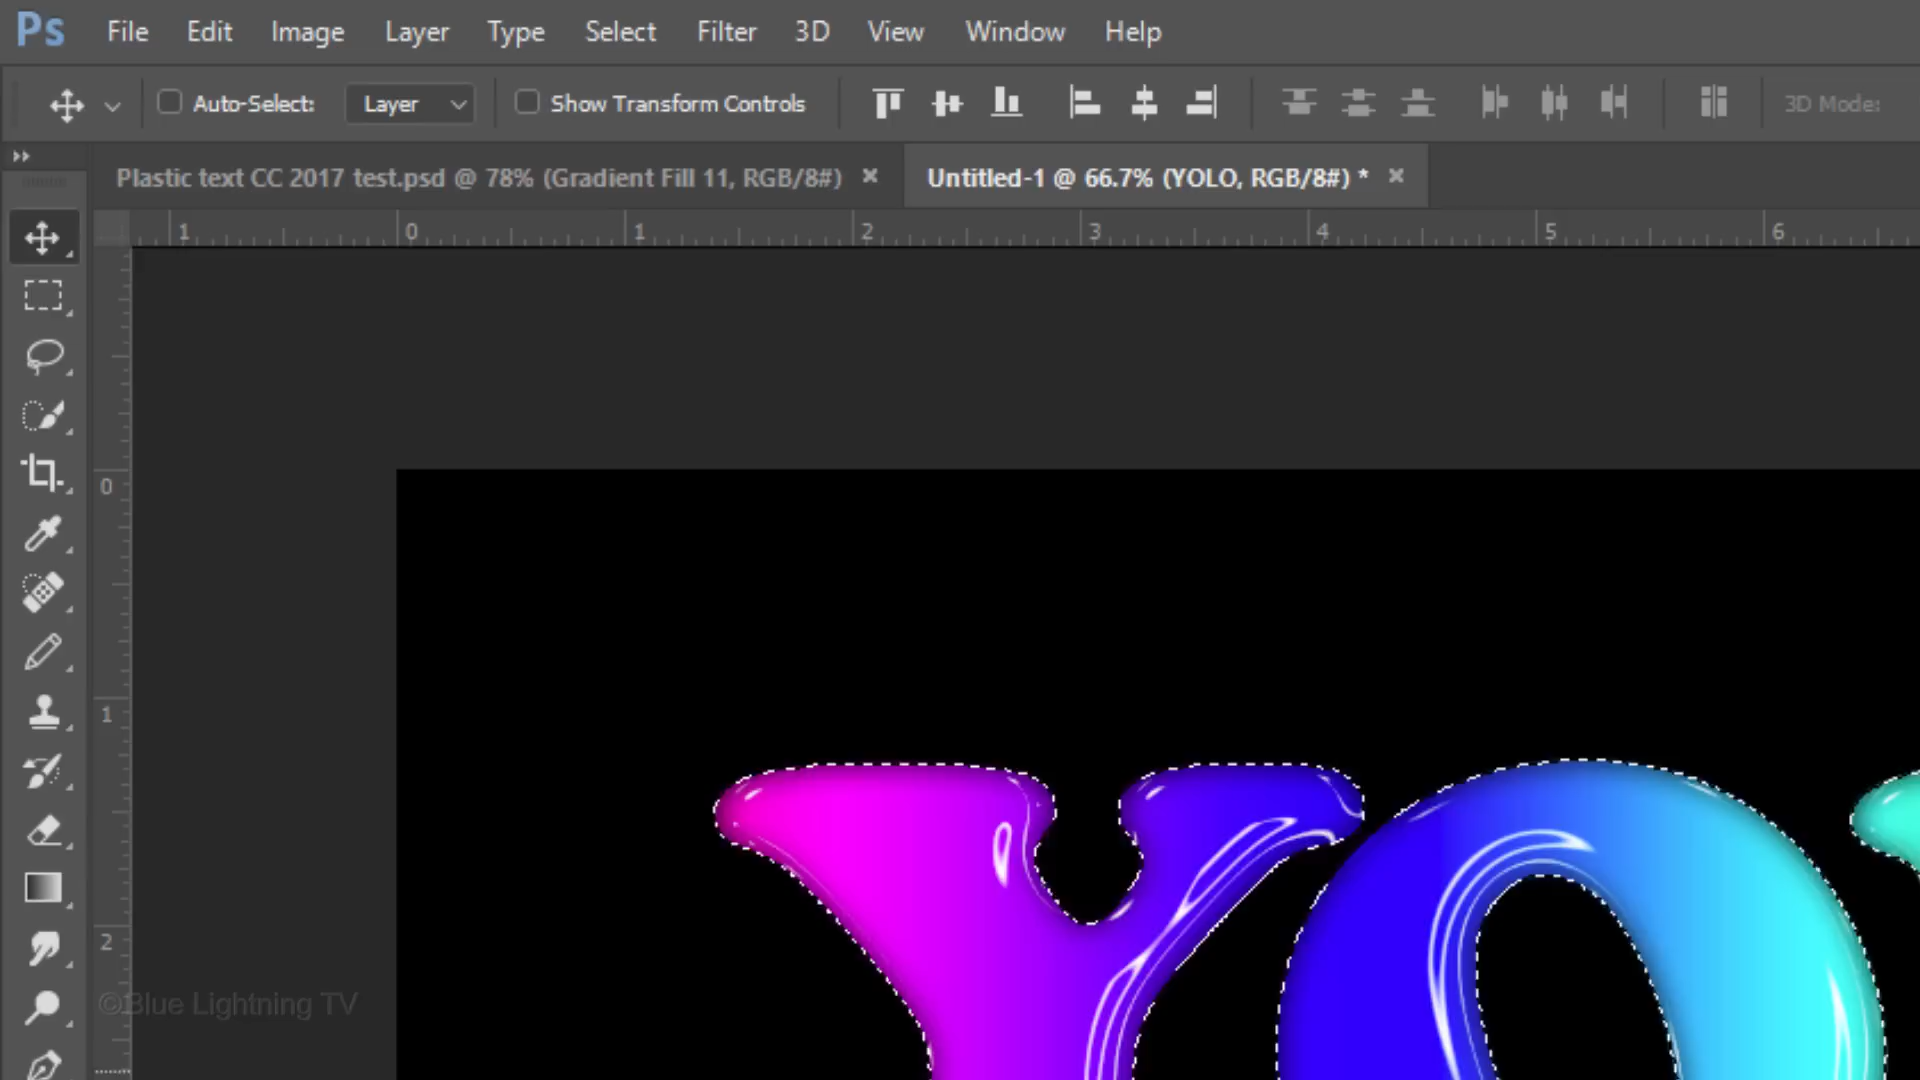 Ps File Edit Image Layer Type Select Filter 3D View Window Help
Auto-Select: Layer Show Transform Controls 3D Mode:
Plastic text CC 2017 test.psd @ 78% (Gradient Fill 11, RGB/8#) Untitled-1 @ 66.7% (YOLO, RGB/8#) *
1 0 1 2 3 4 5 6
0
1
2
YO
©Blue Lightning TV